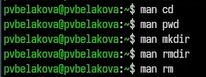 pvbelakova@pvbelakova:~$ man cd
pvbelakova@pvbelakova:~$ man pwd
pvbelakova@pvbelakova:~$ man mkdir
pvbelakova@pvbelakova:~$ man rmdir
pvbelakova@pvbelakova:~$ man rm